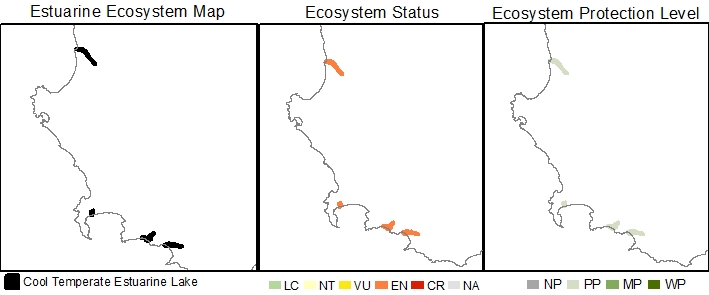 Estuarine Ecosystem Map
Ecosystem Status
Ecosystem Protection Level
Cool Temperate Estuarine Lake
LC NT VU EN CR NA
NP PP MP WP